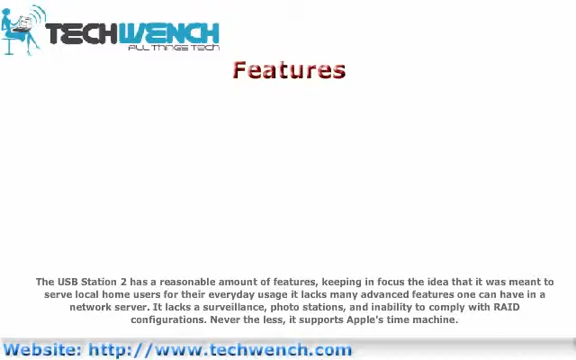 TECHWENCH
ALL THINGS TECH
Features
The USB Station 2 has a reasonable amount of features, keeping in focus the idea that it was meant to
serve local home users for their everyday usage it lacks many advanced features one can have in a
network server. It lacks a surveillance, photo stations, and inability to comply with RAID
configurations. Never the less, it supports Apple's time machine.
Website: http://www.techwench.com